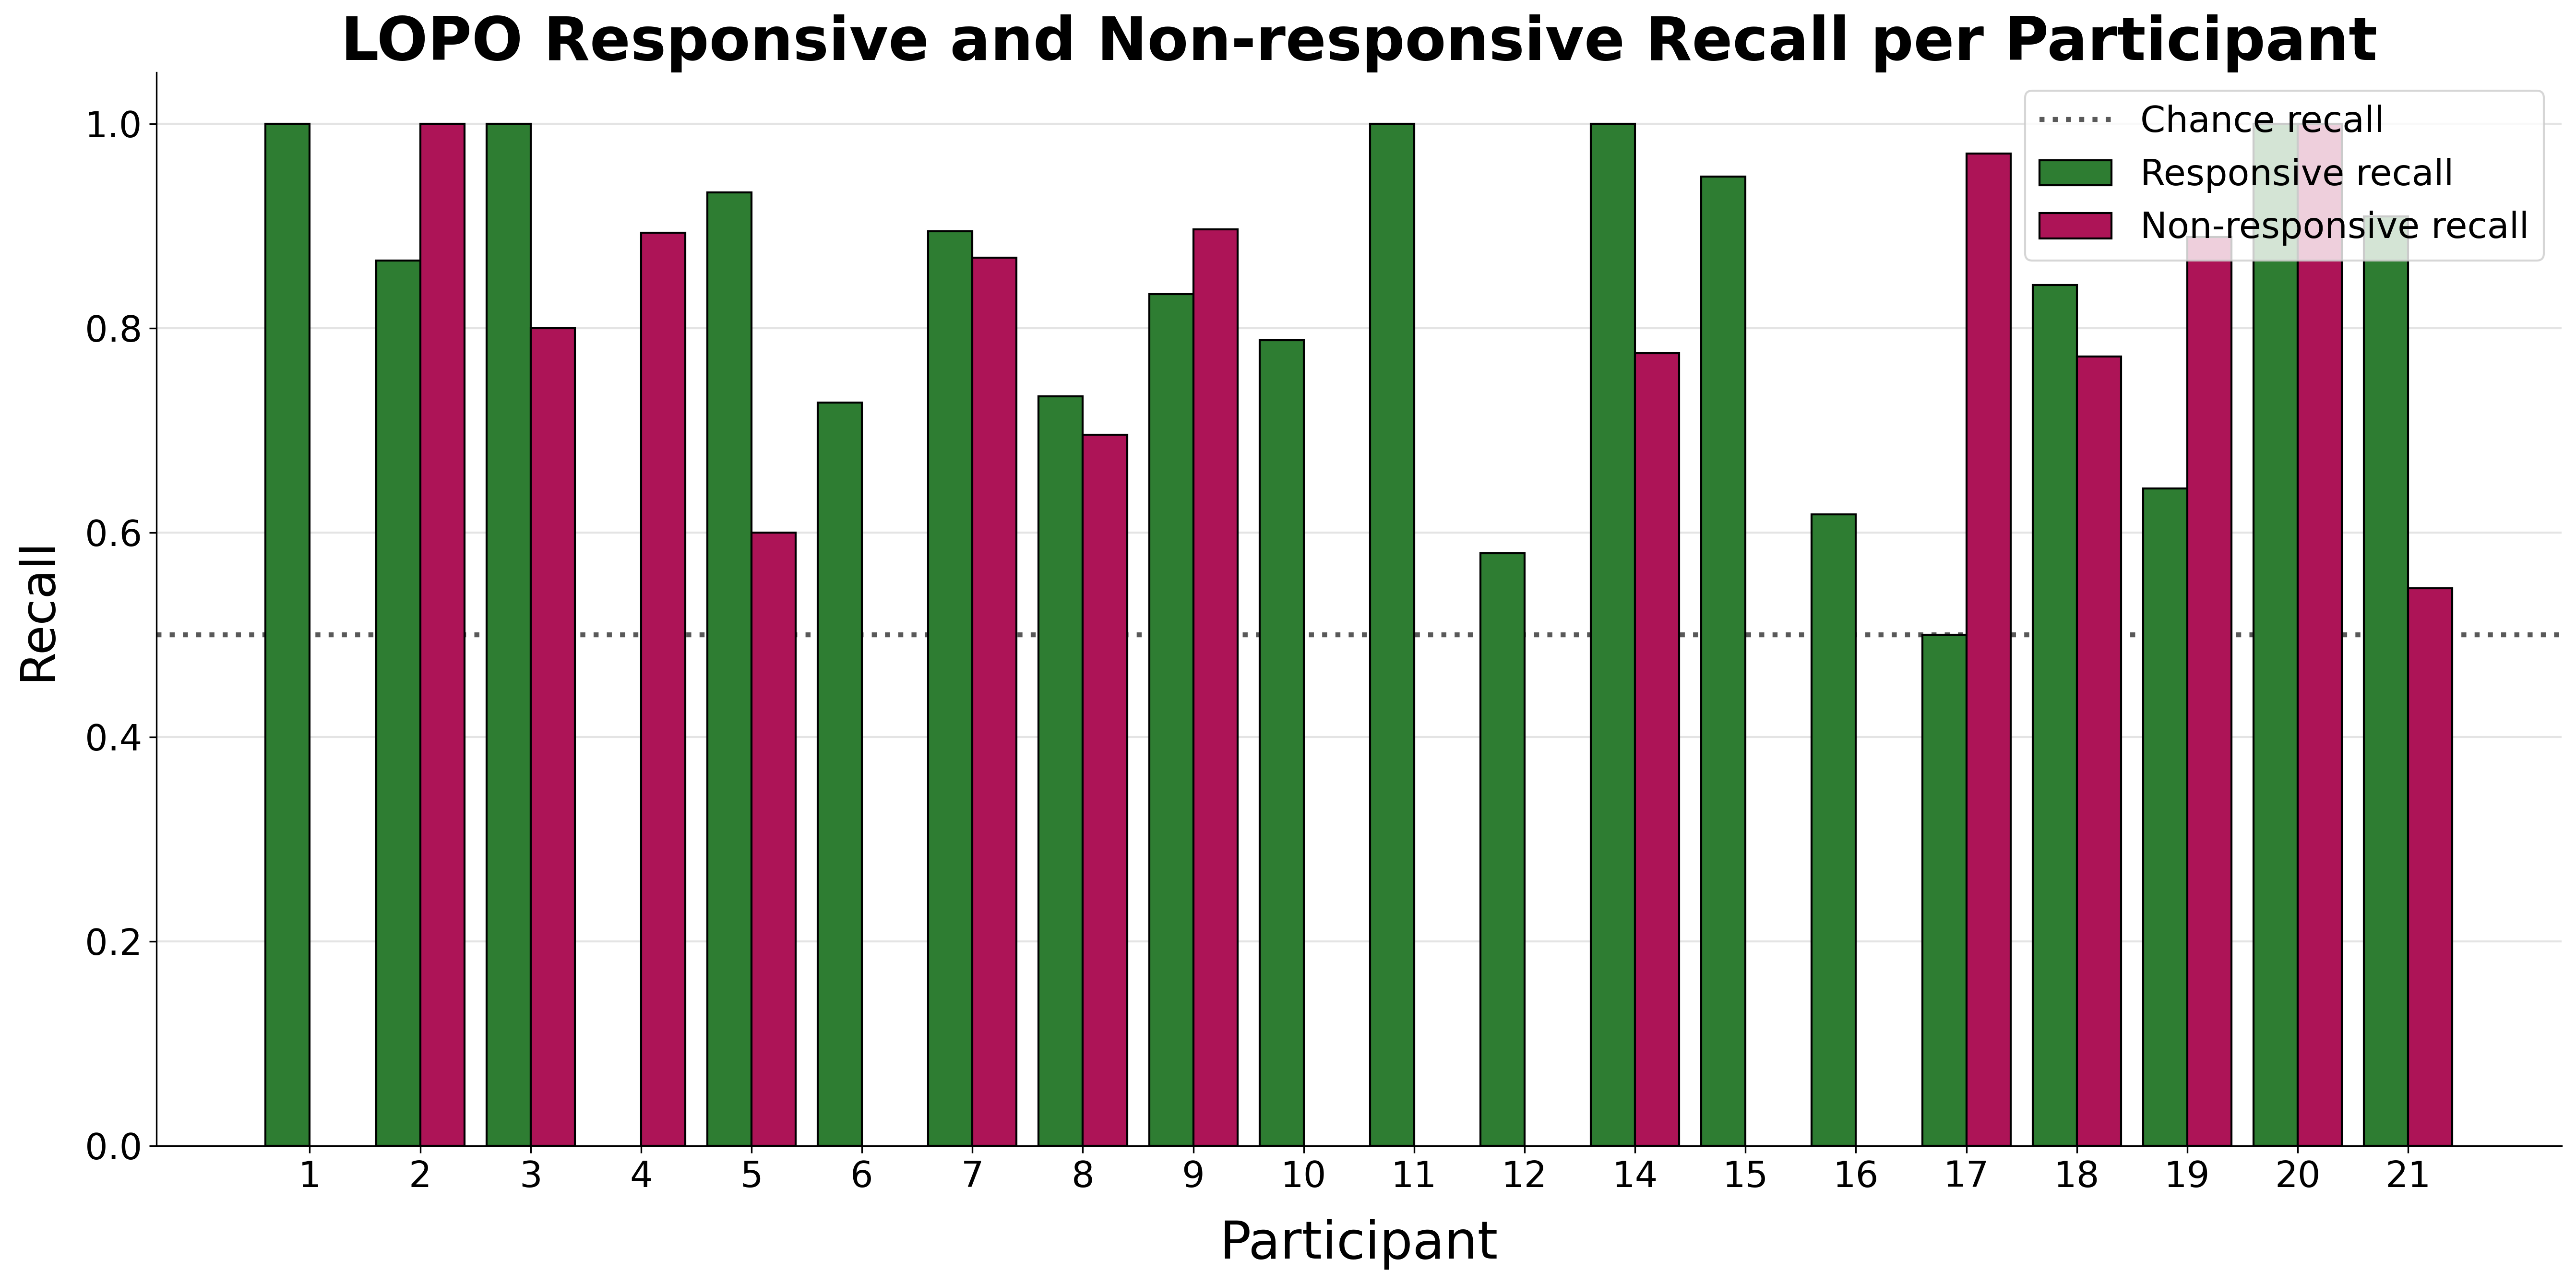 LOPO Responsive and Non-responsive Recall per Participant
Chance recall
Responsive recall
Non-responsive recall
1.0
0.8
0.6
0.4
0.2
0.0
Recall
1 2 3 4 5 6 7 8 9 10 11 12 14 15 16 17 18 19 20 21
Participant